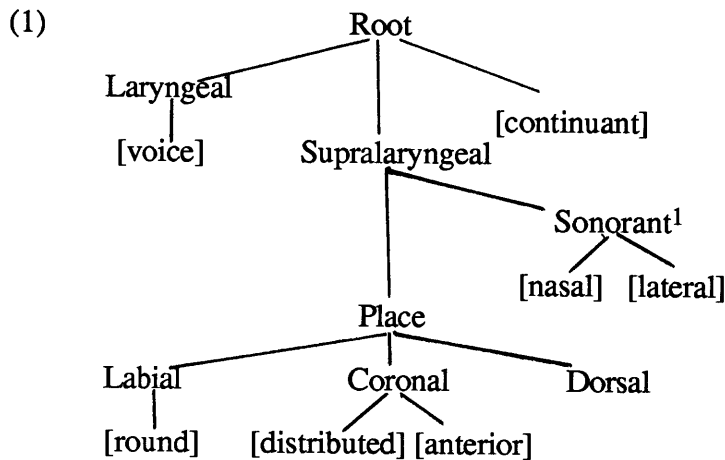 (1) Root
Laryngeal
[continuant]
[voice]
Supralaryngeal
Sonorant¹
[nasal] [lateral]
Place
Labial Coronal Dorsal
[round] [distributed] [anterior]